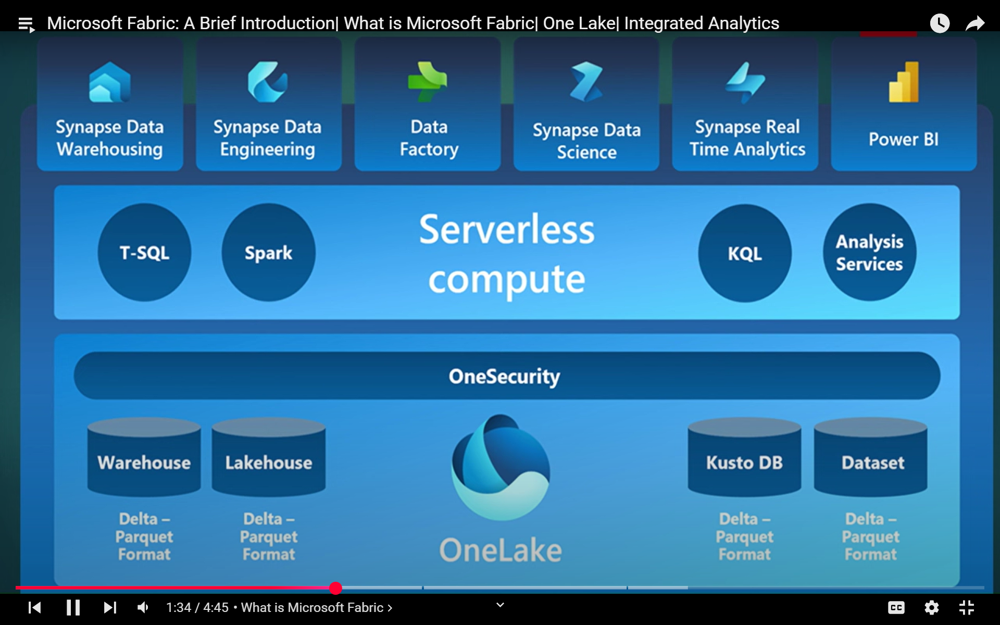 Microsoft Fabric: A Brief Introduction| What is Microsoft Fabric| One Lake| Integrated Analytics
Synapse Data
Warehousing
Synapse Data
Engineering
Data
Factory
Synapse Data
Science
Synapse Real
Time Analytics
Power BI
T-SQL
Spark
Serverless
compute
KQL
Analysis
Services
OneSecurity
Warehouse
Lakehouse
Kusto DB
Dataset
Delta –
Parquet
Format
Delta –
Parquet
Format
OneLake
Delta –
Parquet
Format
Delta –
Parquet
Format
1:34 / 4:45 • What is Microsoft Fabric ›
CC